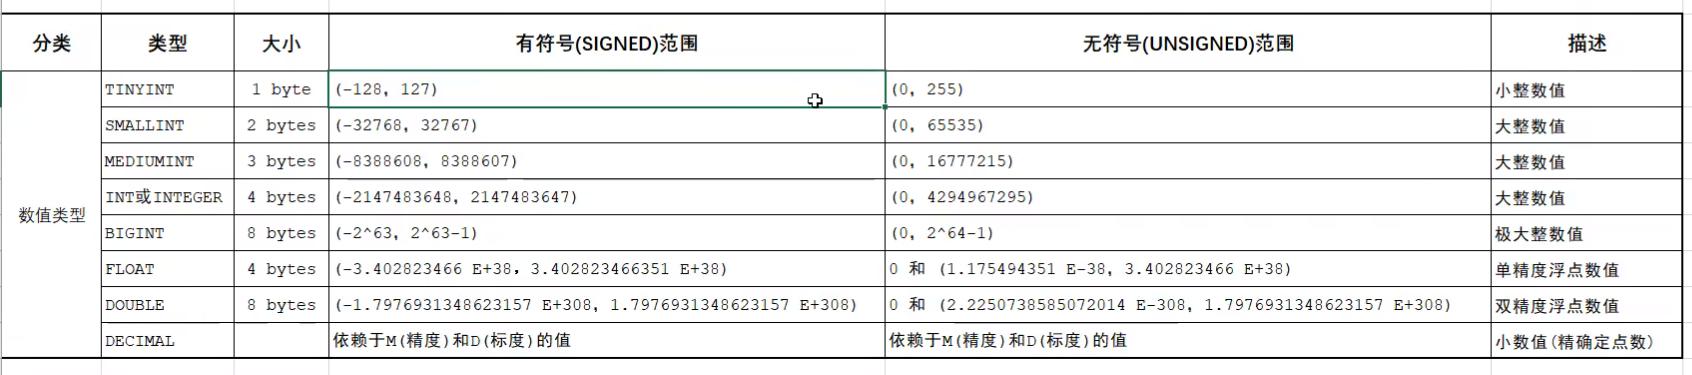 分类 类型 大小 有符号(SIGNED)范围 无符号(UNSIGNED)范围 描述
TINYINT 1 byte (-128, 127) (0, 255) 小整数值
SMALLINT 2 bytes (-32768, 32767) (0, 65535) 大整数值
MEDIUMINT 3 bytes (-8388608, 8388607) (0, 16777215) 大整数值
INT或INTEGER 4 bytes (-2147483648, 2147483647) (0, 4294967295) 大整数值
数值类型
BIGINT 8 bytes (-2^63, 2^63-1) (0, 2^64-1) 极大整数值
FLOAT 4 bytes (-3.402823466 E+38, 3.402823466351 E+38) 0 和 (1.175494351 E-38, 3.402823466 E+38) 单精度浮点数值
DOUBLE 8 bytes (-1.7976931348623157 E+308, 1.7976931348623157 E+308) 0 和 (2.2250738585072014 E-308, 1.7976931348623157 E+308) 双精度浮点数值
DECIMAL 依赖于M(精度)和D(标度)的值 依赖于M(精度)和D(标度)的值 小数值(精确定点数)